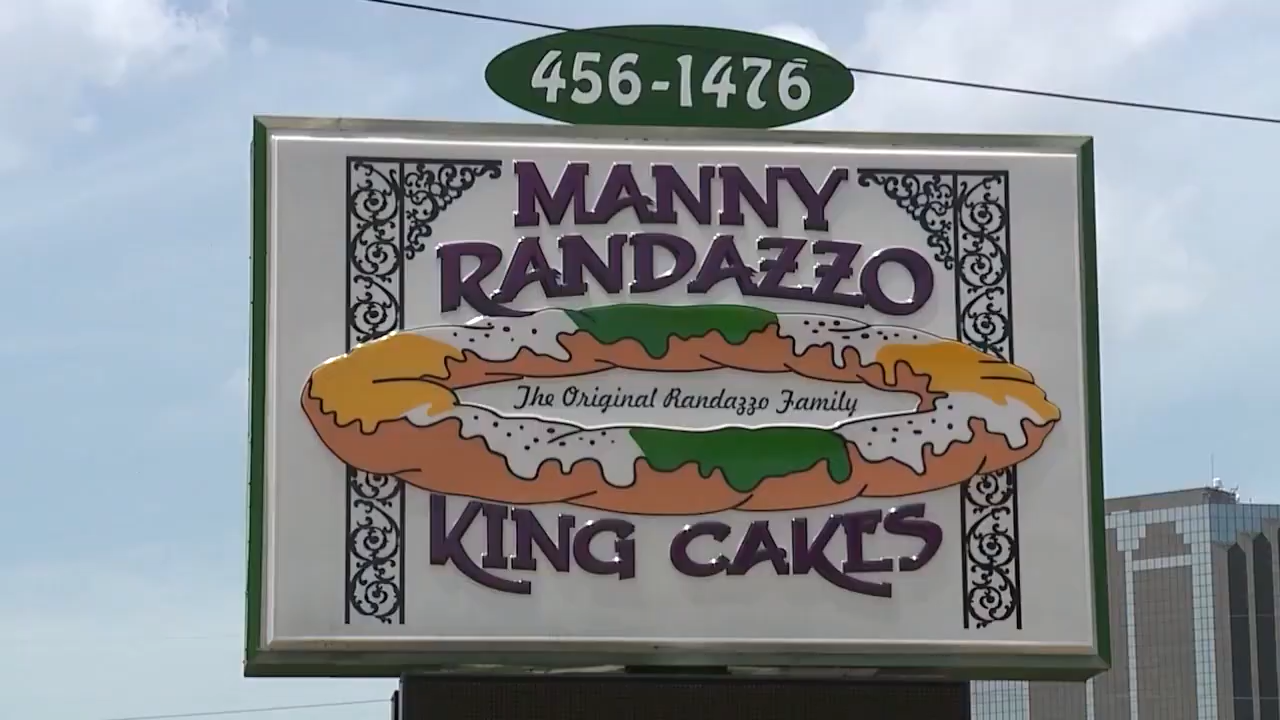 456-1476
MANNY
RANDAZZO
The Original Randazzo Family
KING CAKES